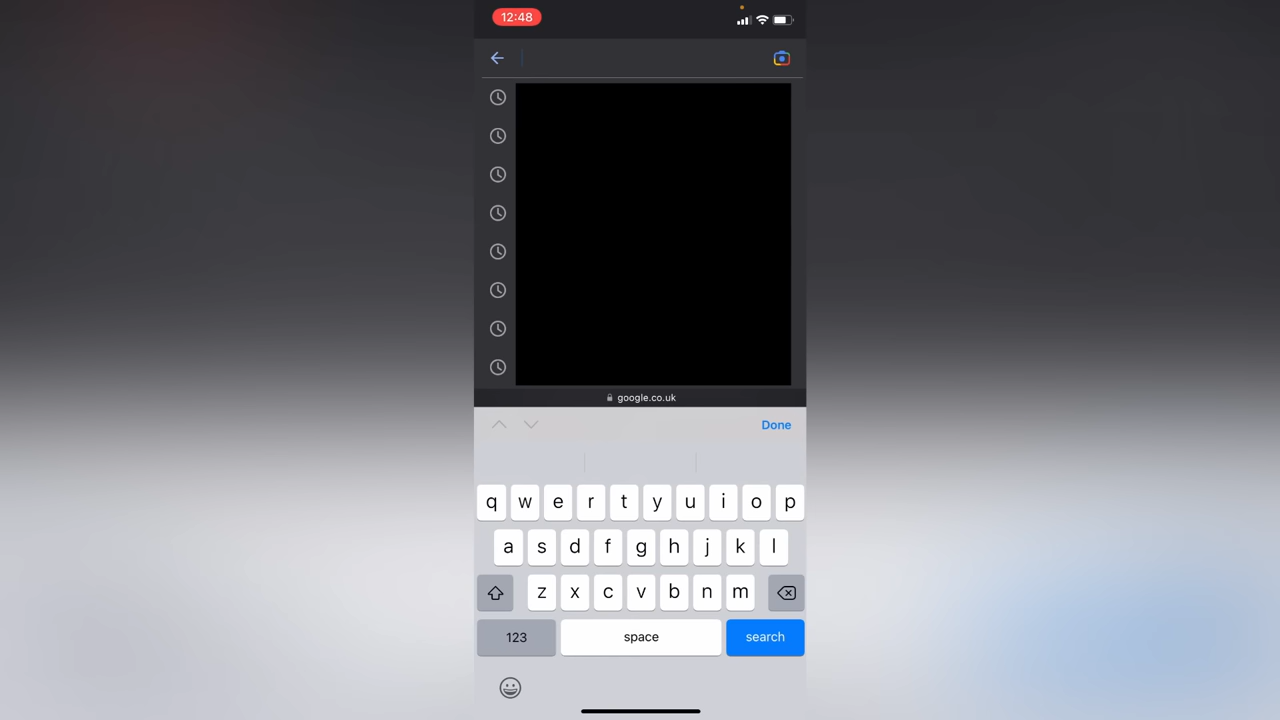 12:48
google.co.uk
Done
q w e r t y u i o p
a s d f g h j k l
z x c v b n m
123 space search